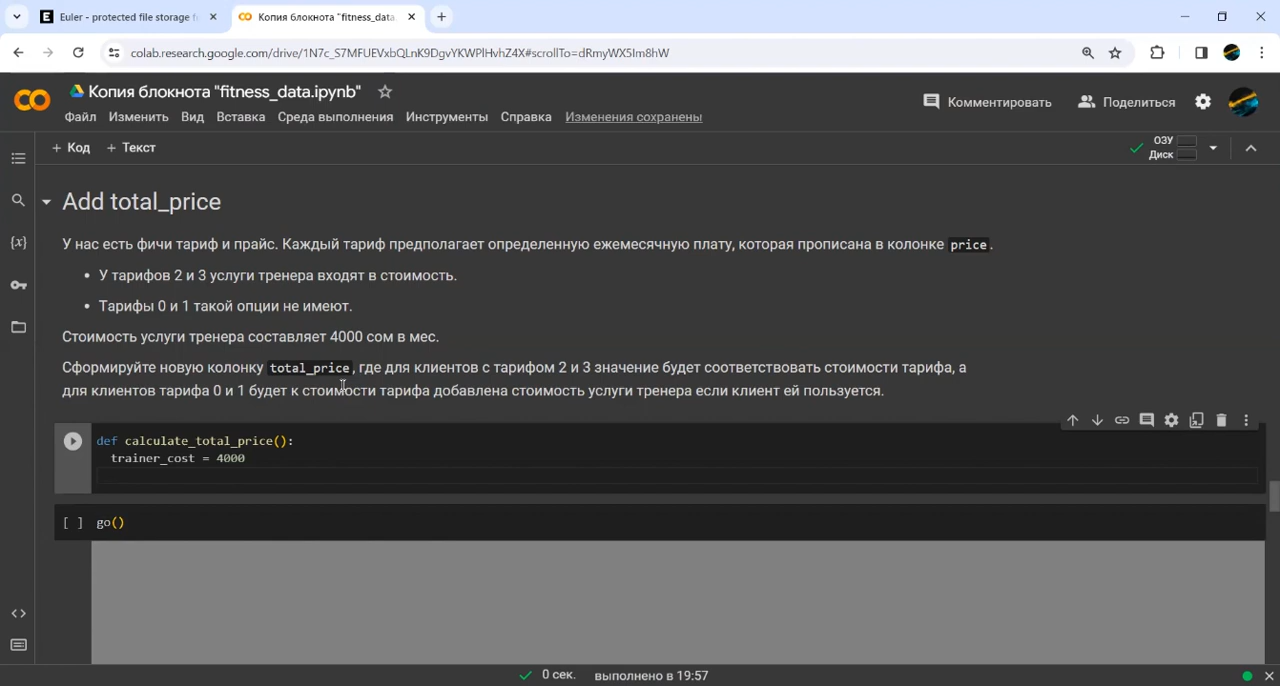 Euler - protected file storage f
Копия блокнота "fitness_data.
colab.research.google.com/drive/1N7c_S7MFUEVxbQLnK9DgvYKWPlHvhZ4X#scrollTo=dRmyWX5Im8hW
Копия блокнота "fitness_data.ipynb"
Комментировать
Поделиться
Файл Изменить Вид Вставка Среда выполнения Инструменты Справка Изменения сохранены
+ Код + Текст
ОЗУ
Диск
Add total_price
У нас есть фичи тариф и прайс. Каждый тариф предполагает определенную ежемесячную плату, которая прописана в колонке price.
• У тарифов 2 и 3 услуги тренера входят в стоимость.
• Тарифы 0 и 1 такой опции не имеют.
Стоимость услуги тренера составляет 4000 сом в мес.
Сформируйте новую колонку total_price, где для клиентов с тарифом 2 и 3 значение будет соответствовать стоимости тарифа, а
для клиентов тарифа 0 и 1 будет к стоимости тарифа добавлена стоимость услуги тренера если клиент ей пользуется.
def calculate_total_price():
trainer_cost = 4000
[ ] go()
0 сек. выполнено в 19:57